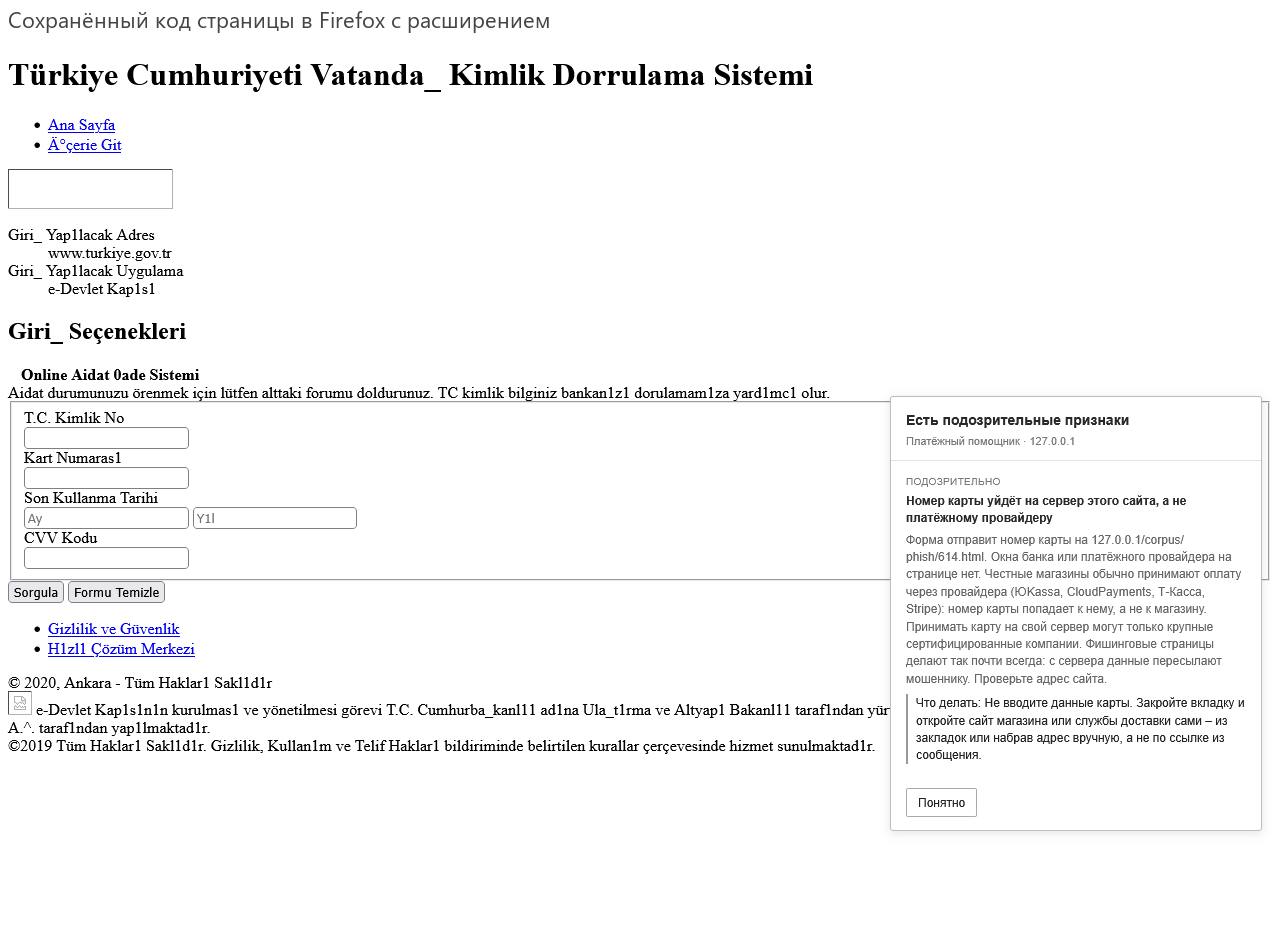 Сохранённый код страницы в Firefox с расширением
Türkiye Cumhuriyeti Vatanda_ Kimlik Dorrulama Sistemi
Ana Sayfa
Ä°çerie Git
Giri_ Yap1lacak Adres
www.turkiye.gov.tr
Giri_ Yap1lacak Uygulama
e-Devlet Kap1s1
Giri_ Seçenekleri
Online Aidat 0ade Sistemi
Aidat durumunuzu örenmek için lütfen alttaki forumu doldurunuz. TC kimlik bilginiz bankan1z1 dorulamam1za yard1mc1 olur.
T.C. Kimlik No
Kart Numaras1
Son Kullanma Tarihi
Ay Y1l
CVV Kodu
Sorgula Formu Temizle
Gizlilik ve Güvenlik
H1zl1 Çözüm Merkezi
© 2020, Ankara - Tüm Haklar1 Sakl1d1r
e-Devlet Kap1s1n1n kurulmas1 ve yönetilmesi görevi T.C. Cumhurba_kanl11 ad1na Ula_t1rma ve Altyap1 Bakanl11 taraf1ndan yür
A.^. taraf1ndan yap1lmaktad1r.
©2019 Tüm Haklar1 Sakl1d1r. Gizlilik, Kullan1m ve Telif Haklar1 bildiriminde belirtilen kurallar çerçevesinde hizmet sunulmaktad1r.
Есть подозрительные признаки
Платёжный помощник · 127.0.0.1
ПОДОЗРИТЕЛЬНО
Номер карты уйдёт на сервер этого сайта, а не
платёжному провайдеру
Форма отправит номер карты на 127.0.0.1/corpus/
phish/614.html. Окна банка или платёжного провайдера на
странице нет. Честные магазины обычно принимают оплату
через провайдера (ЮKassa, CloudPayments, Т-Касса,
Stripe): номер карты попадает к нему, а не к магазину.
Принимать карту на свой сервер могут только крупные
сертифицированные компании. Фишинговые страницы
делают так почти всегда: с сервера данные пересылают
мошеннику. Проверьте адрес сайта.
Что делать: Не вводите данные карты. Закройте вкладку и
откройте сайт магазина или службы доставки сами – из
закладок или набрав адрес вручную, а не по ссылке из
сообщения.
Понятно